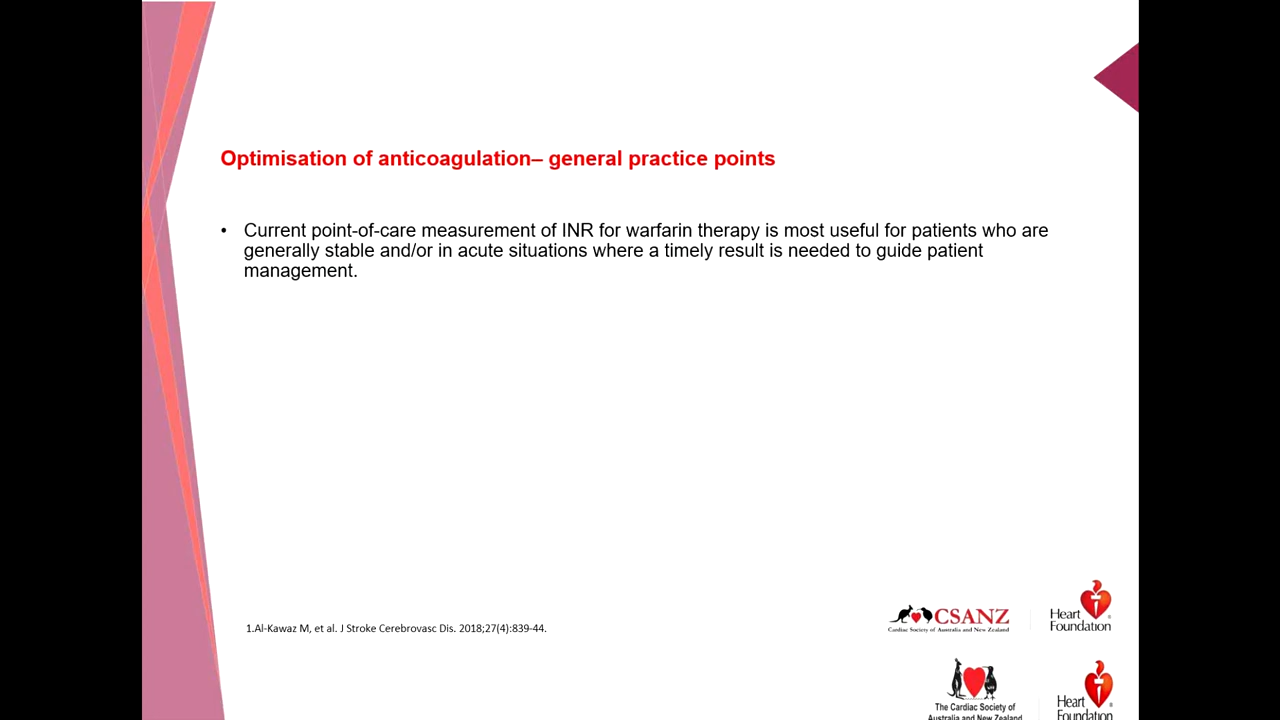 Optimisation of anticoagulation– general practice points
• Current point-of-care measurement of INR for warfarin therapy is most useful for patients who are
generally stable and/or in acute situations where a timely result is needed to guide patient
management.
1.Al-Kawaz M, et al. J Stroke Cerebrovasc Dis. 2018;27(4):839-44.
CSANZ
Cardiac Society of Australia and New Zealand
Heart
Foundation
The Cardiac Society of
Australia and New Zealand
Heart
Foundation